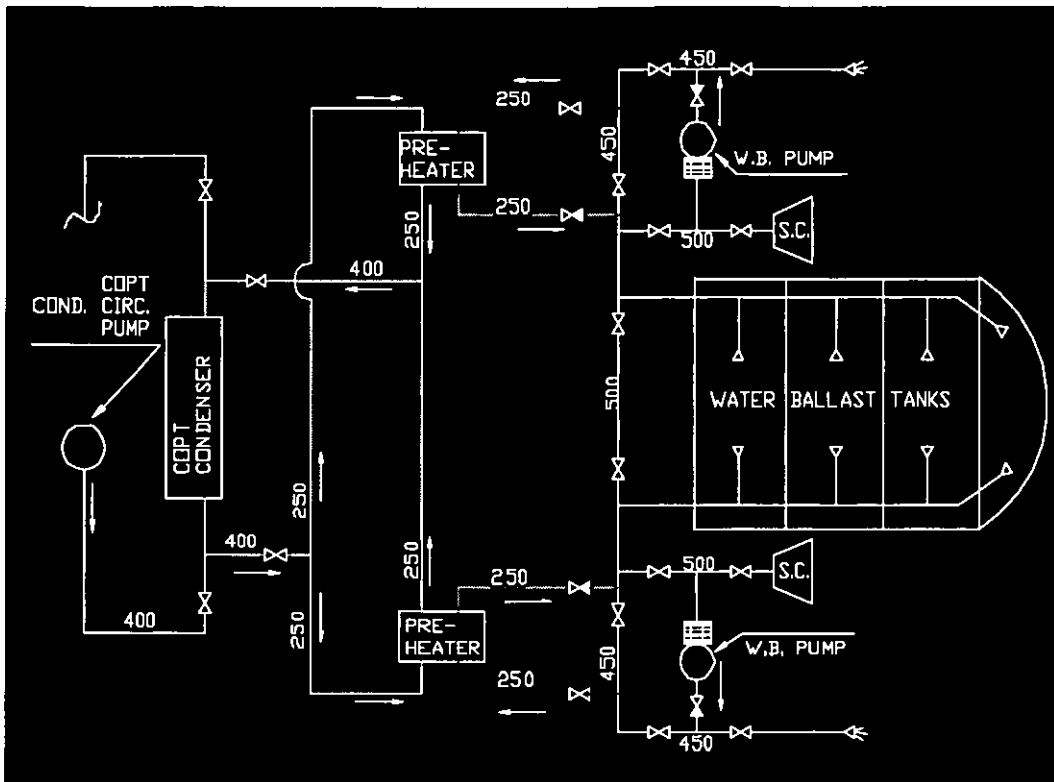 450
250
PRE-
HEATER
450
W.B. PUMP
250
250
500
S.C.
400
COPT
COND. CIRC.
PUMP
COPT
CONDENSER
500
WATER BALLAST TANKS
250
400
250
250
500
S.C.
400
250
PRE-
HEATER
450
W.B. PUMP
250
450